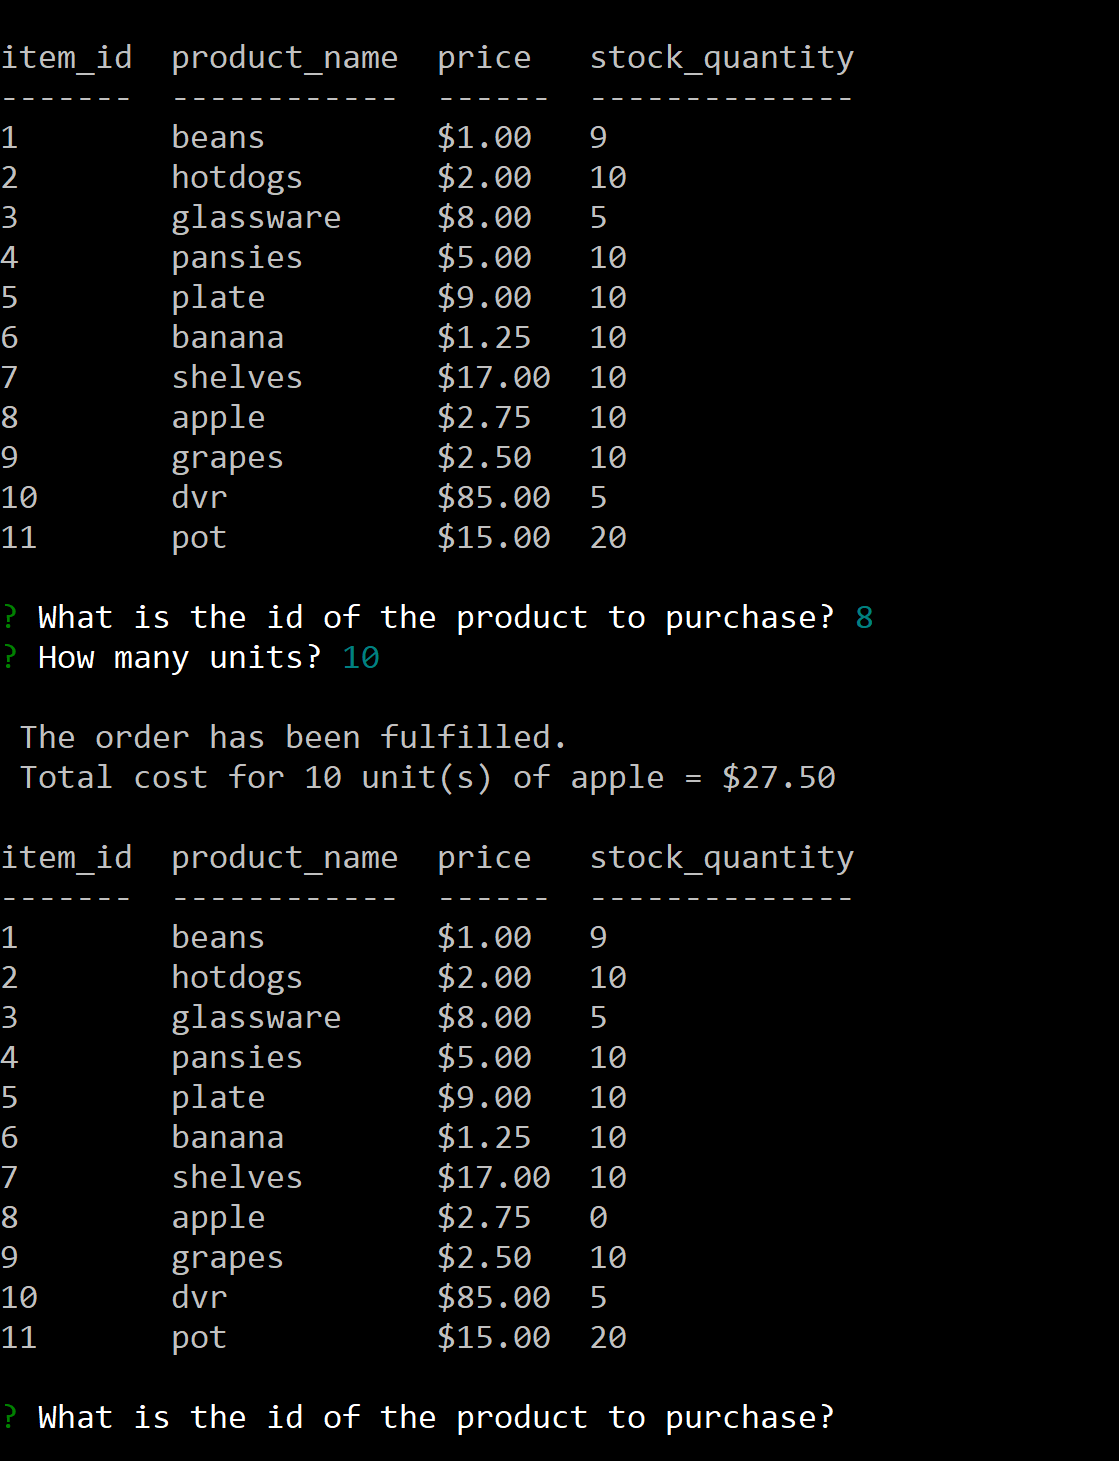 item_id  product_name  price   stock_quantity
-------  ------------  ------  --------------
1        beans         $1.00   9
2        hotdogs       $2.00   10
3        glassware     $8.00   5
4        pansies       $5.00   10
5        plate         $9.00   10
6        banana        $1.25   10
7        shelves       $17.00  10
8        apple         $2.75   10
9        grapes        $2.50   10
10       dvr           $85.00  5
11       pot           $15.00  20
? What is the id of the product to purchase? 8
? How many units? 10
The order has been fulfilled.
Total cost for 10 unit(s) of apple = $27.50
item_id  product_name  price   stock_quantity
-------  ------------  ------  --------------
1        beans         $1.00   9
2        hotdogs       $2.00   10
3        glassware     $8.00   5
4        pansies       $5.00   10
5        plate         $9.00   10
6        banana        $1.25   10
7        shelves       $17.00  10
8        apple         $2.75   0
9        grapes        $2.50   10
10       dvr           $85.00  5
11       pot           $15.00  20
? What is the id of the product to purchase?